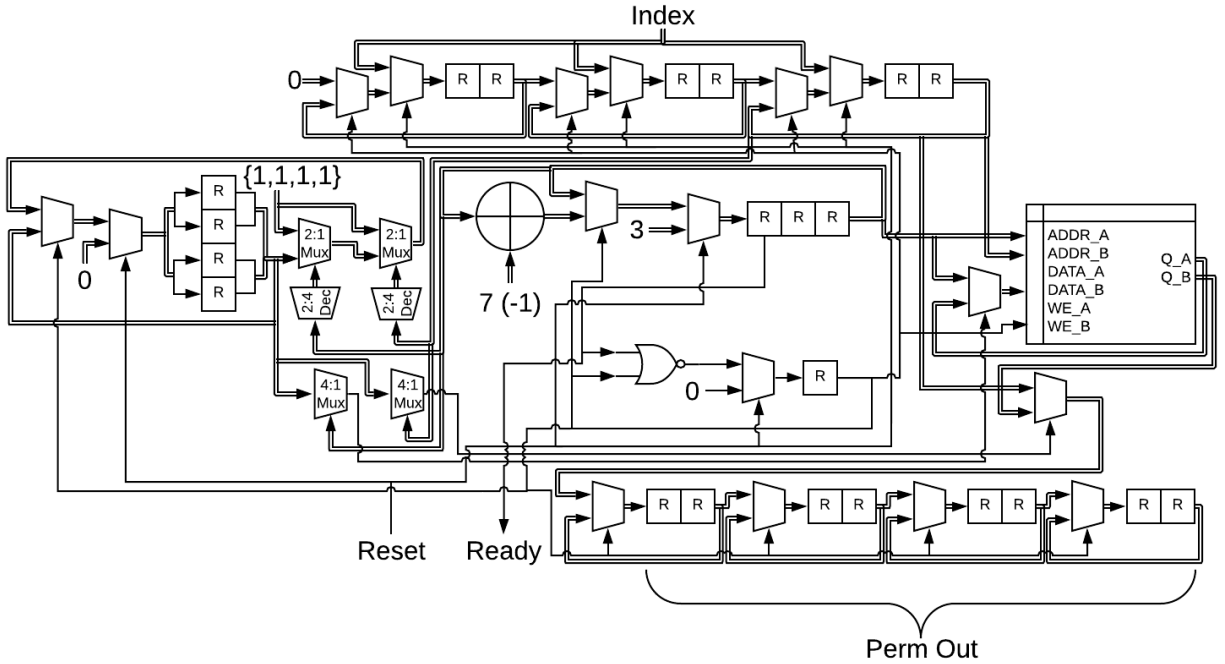 Index
0 R R R R R R
{1,1,1,1}
R
R
R
R
0
2:1
Mux
2:1
Mux
2:4
Dec
2:4
Dec
7 (-1)
3
R R R
ADDR_A
ADDR_B
DATA_A
DATA_B
WE_A
WE_B
Q_A
Q_B
4:1
Mux
4:1
Mux
0
R
R R R R R R R R
Reset
Ready
Perm Out